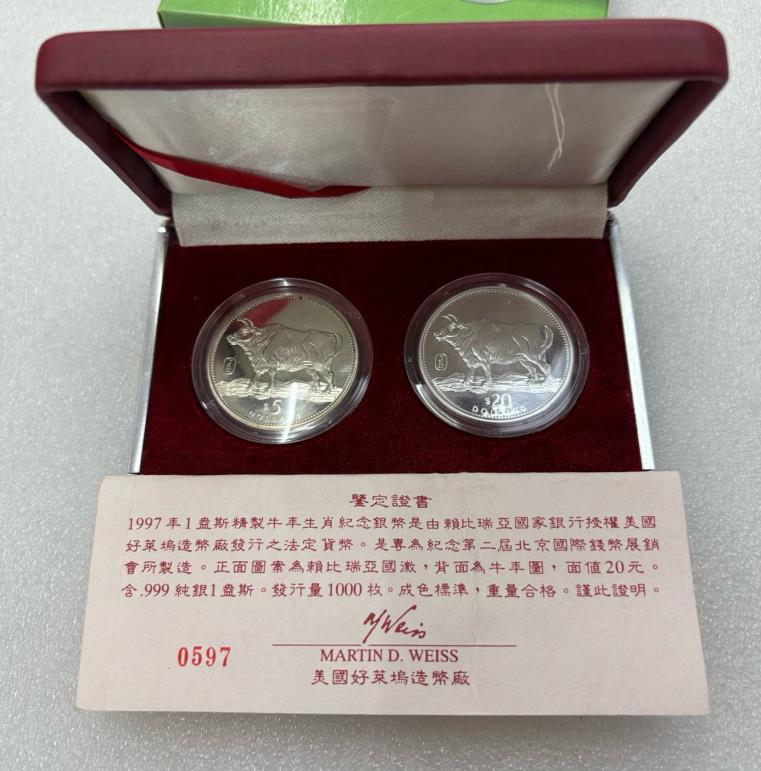 $5
$20
DOLLARS
鑒定證書
1997年1盎斯精製牛年生肖紀念銀幣是由賴比瑞亞國家銀行授權美國
好萊塢造幣廠發行之法定貨幣。是專為紀念第二屆北京國際錢幣展銷
會所製造。正面圖案為賴比瑞亞國徽，背面為牛年圖，面值20元。
含.999純銀1盎斯。發行量1000枚。成色標準，重量合格。謹此證明。
M Weiss
0597
MARTIN D. WEISS
美國好萊塢造幣廠